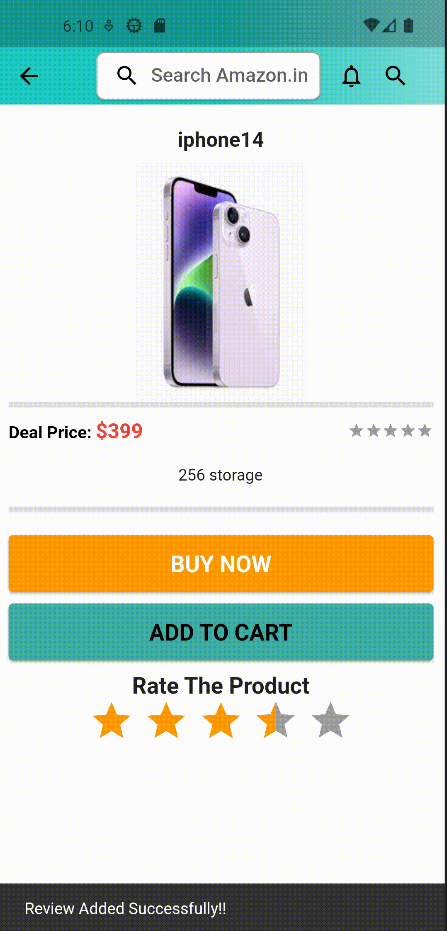 6:10
Search Amazon.in
iphone14
Deal Price: $399
256 storage
BUY NOW
ADD TO CART
Rate The Product
Review Added Successfully!!